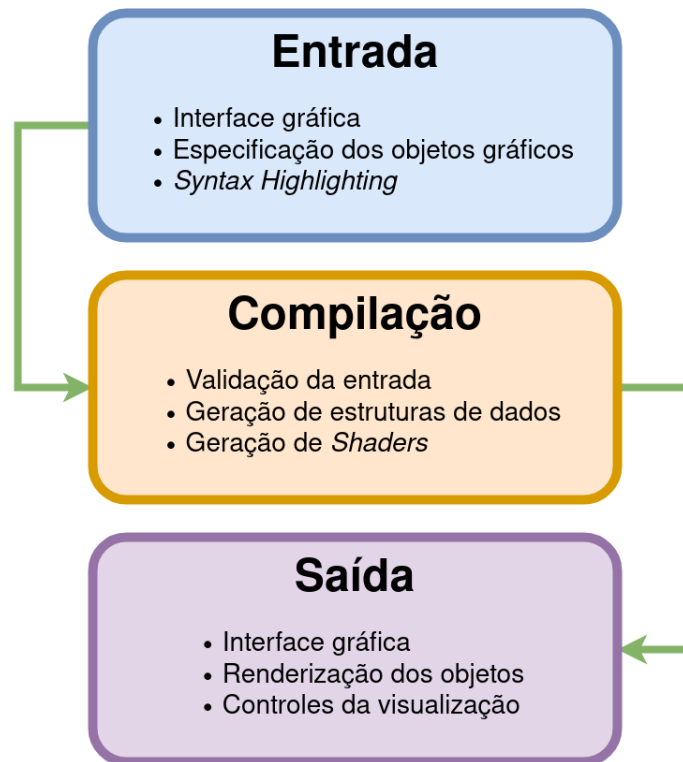 Entrada
• Interface gráfica
• Especificação dos objetos gráficos
• Syntax Highlighting
Compilação
• Validação da entrada
• Geração de estruturas de dados
• Geração de Shaders
Saída
• Interface gráfica
• Renderização dos objetos
• Controles da visualização